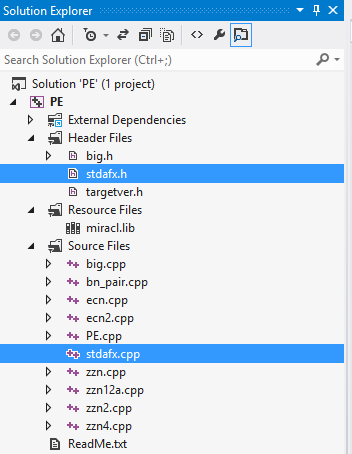 Solution Explorer
Search Solution Explorer (Ctrl+;)
Solution 'PE' (1 project)
PE
External Dependencies
Header Files
big.h
stdafx.h
targetver.h
Resource Files
miracl.lib
Source Files
big.cpp
bn_pair.cpp
ecn.cpp
ecn2.cpp
PE.cpp
stdafx.cpp
zzn.cpp
zzn12a.cpp
zzn2.cpp
zzn4.cpp
ReadMe.txt